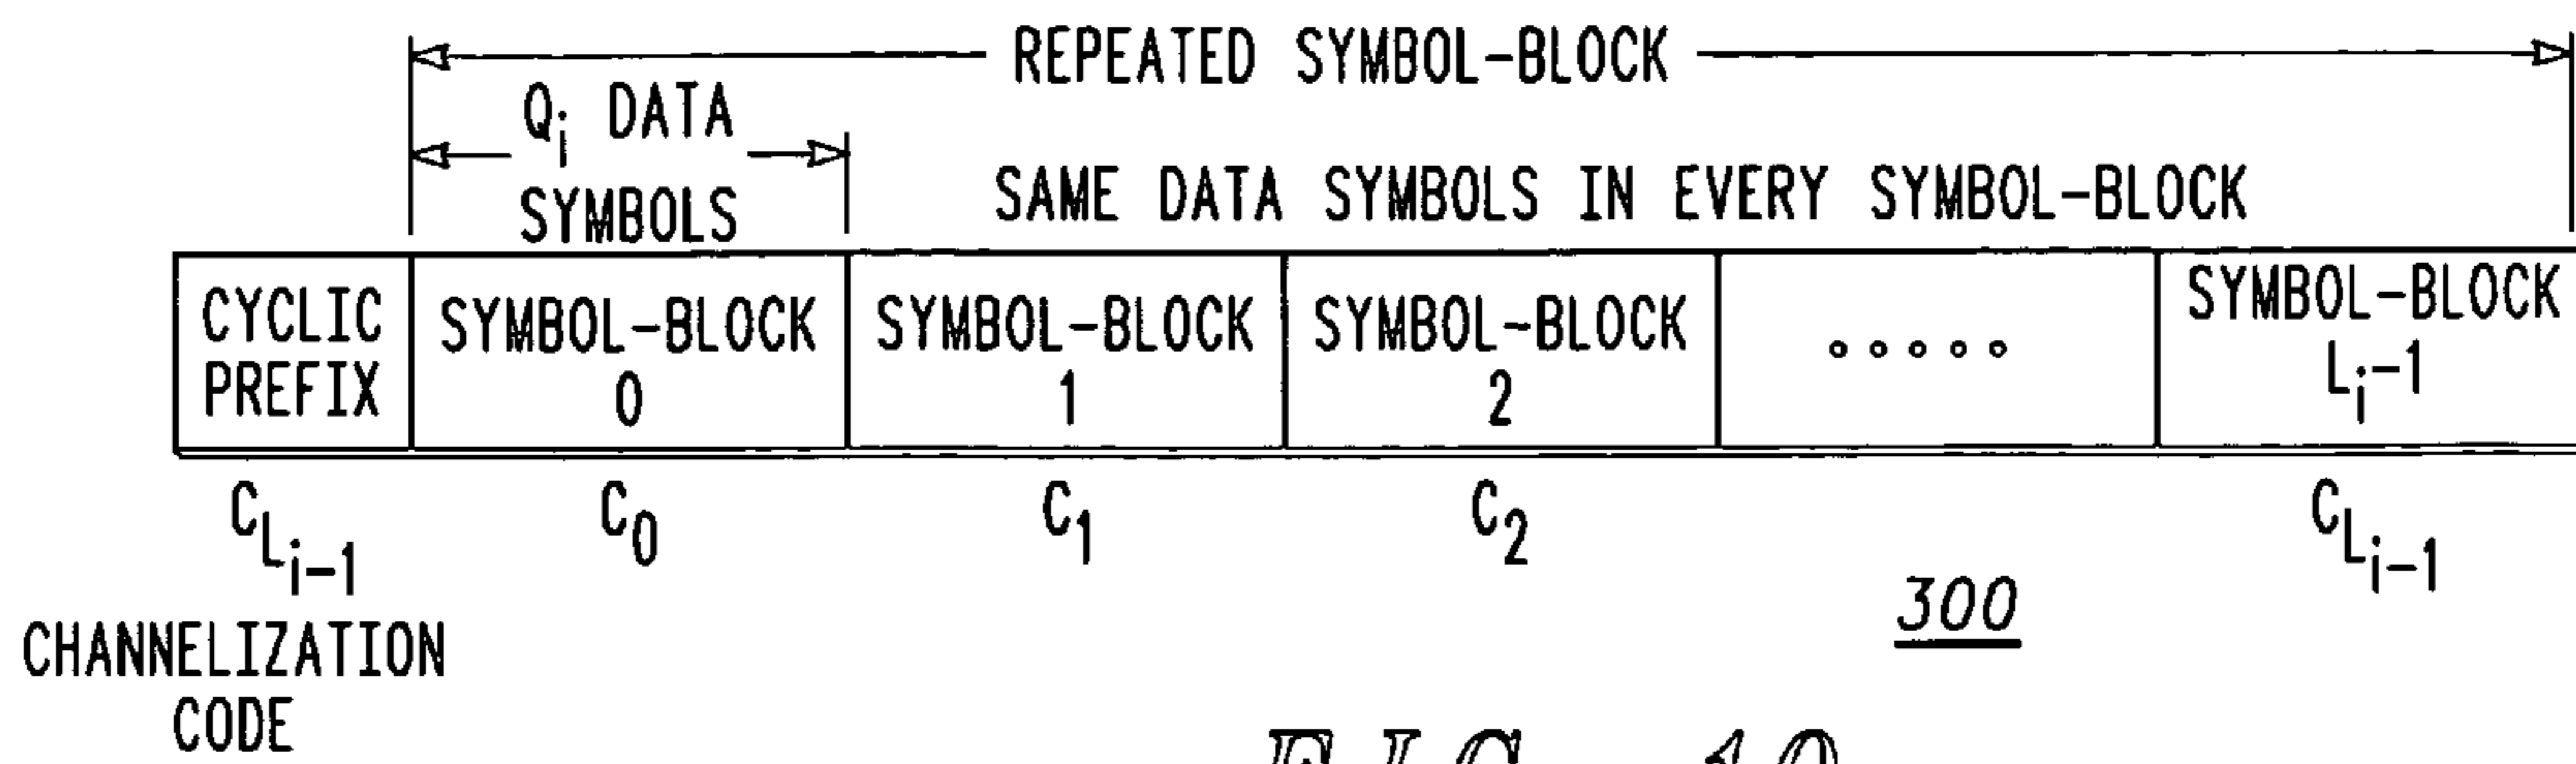 REPEATED SYMBOL-BLOCK
Qi DATA
SYMBOLS
SAME DATA SYMBOLS IN EVERY SYMBOL-BLOCK
CYCLIC
PREFIX
SYMBOL-BLOCK
0
SYMBOL-BLOCK
1
SYMBOL-BLOCK
2
SYMBOL-BLOCK
Li-1
CLi-1
C0
C1
C2
CLi-1
CHANNELIZATION
CODE
300
FIG. 10